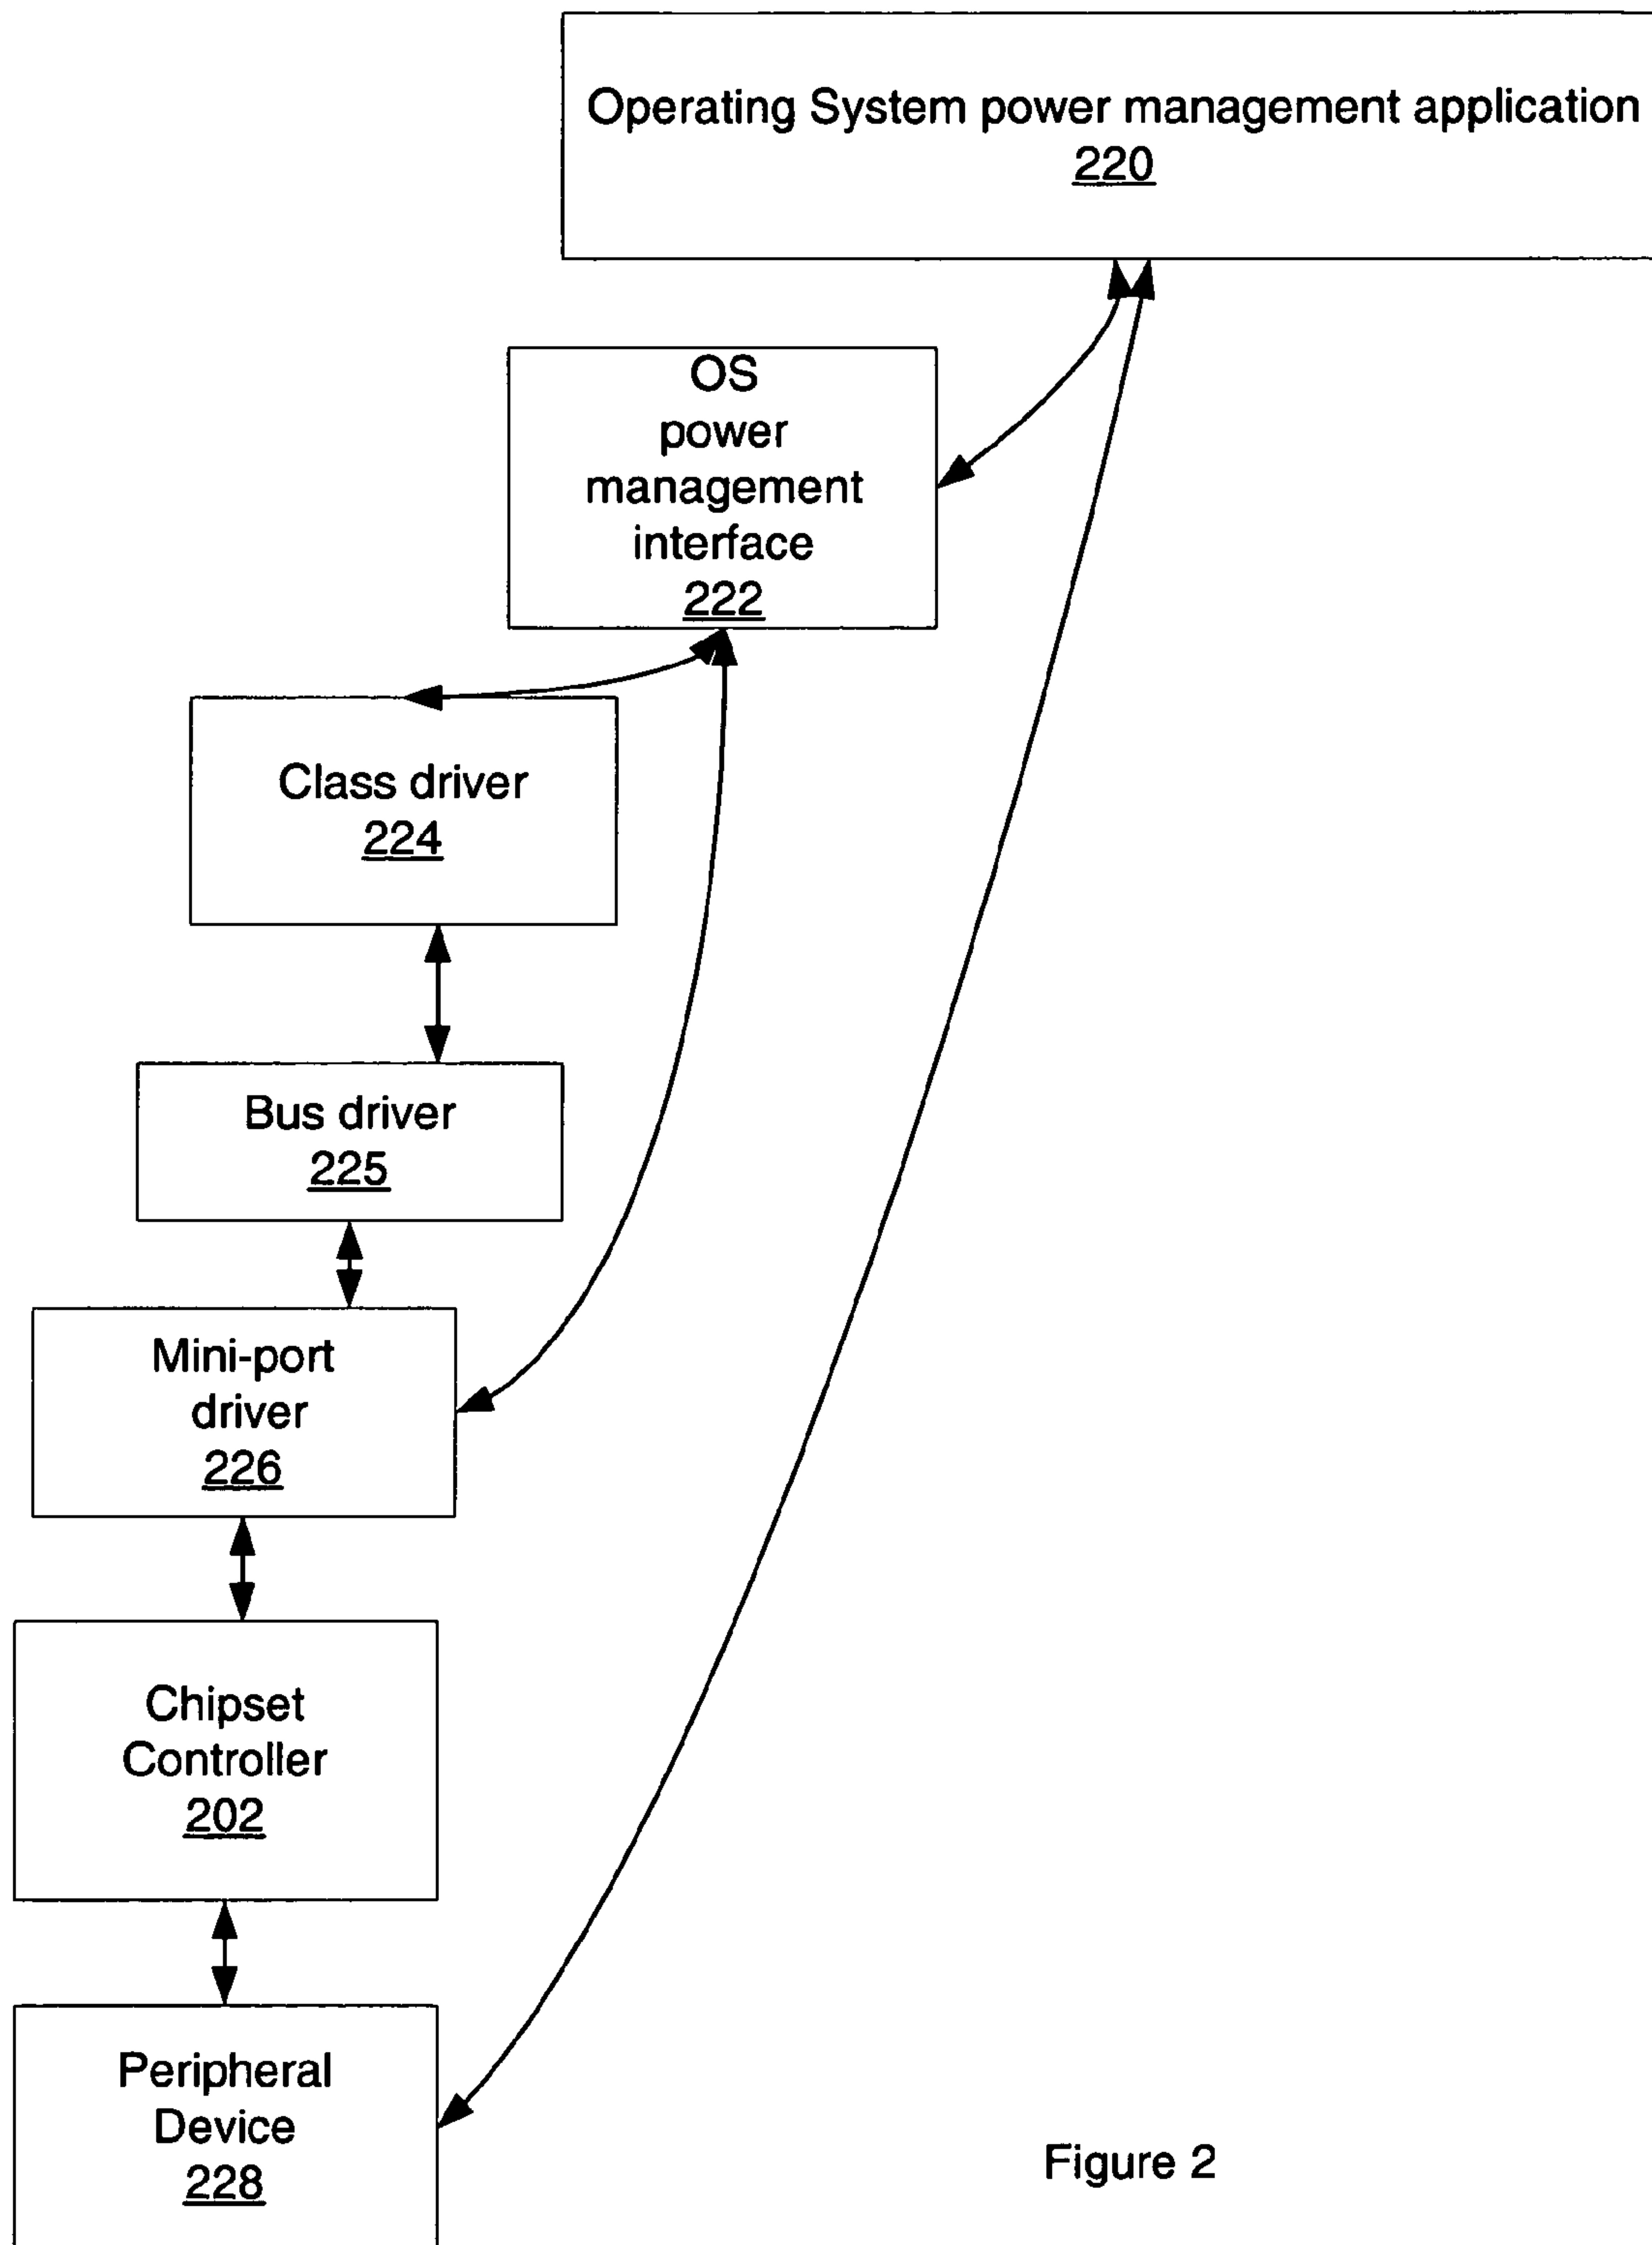 Operating System power management application
220
OS
power
management
interface
222
Class driver
224
Bus driver
225
Mini-port
driver
226
Chipset
Controller
202
Peripheral
Device
228
Figure 2